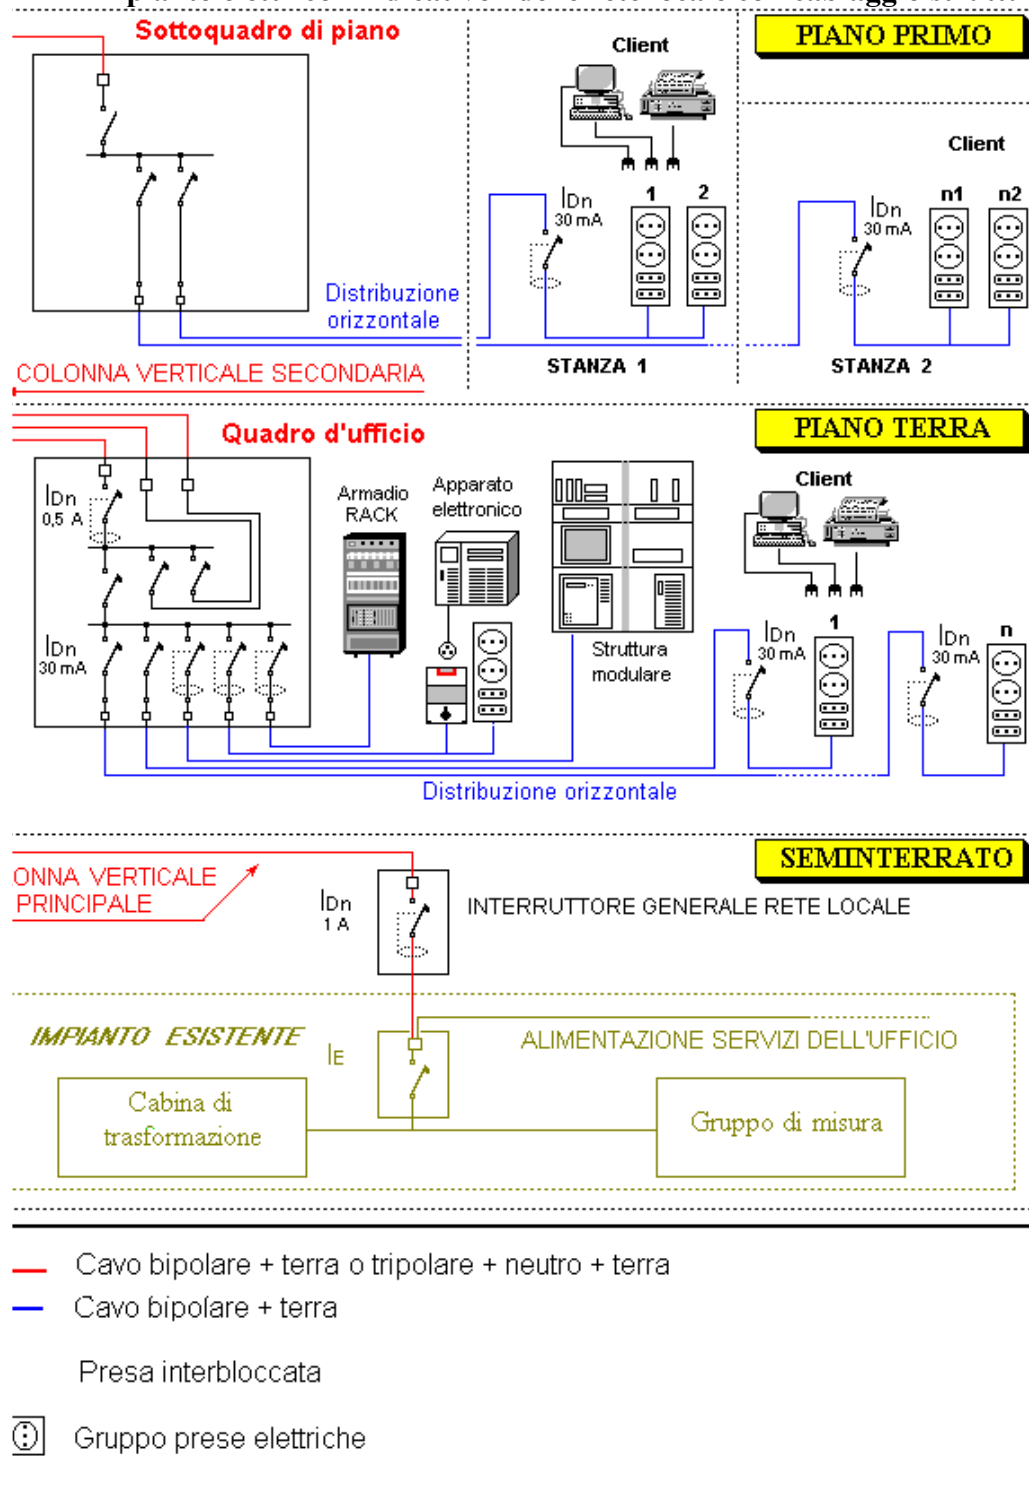 Sottoquadro di piano
PIANO PRIMO
Client
Client
IDn
30 mA
1
2
IDn
30 mA
n1
n2
Distribuzione
orizzontale
STANZA 1
STANZA 2
COLONNA VERTICALE SECONDARIA
Quadro d'ufficio
PIANO TERRA
IDn
0,5 A
Armadio
RACK
Apparato
elettronico
Client
IDn
30 mA
Struttura
modulare
IDn
30 mA
1
IDn
30 mA
n
Distribuzione orizzontale
SEMINTERRATO
ONNA VERTICALE
PRINCIPALE
IDn
1 A
INTERRUTTORE GENERALE RETE LOCALE
IMPIANTO ESISTENTE
IE
ALIMENTAZIONE SERVIZI DELL'UFFICIO
Cabina di
trasformazione
Gruppo di misura
Cavo bipolare + terra o tripolare + neutro + terra
Cavo bipolare + terra
Presa interbloccata
Gruppo prese elettriche